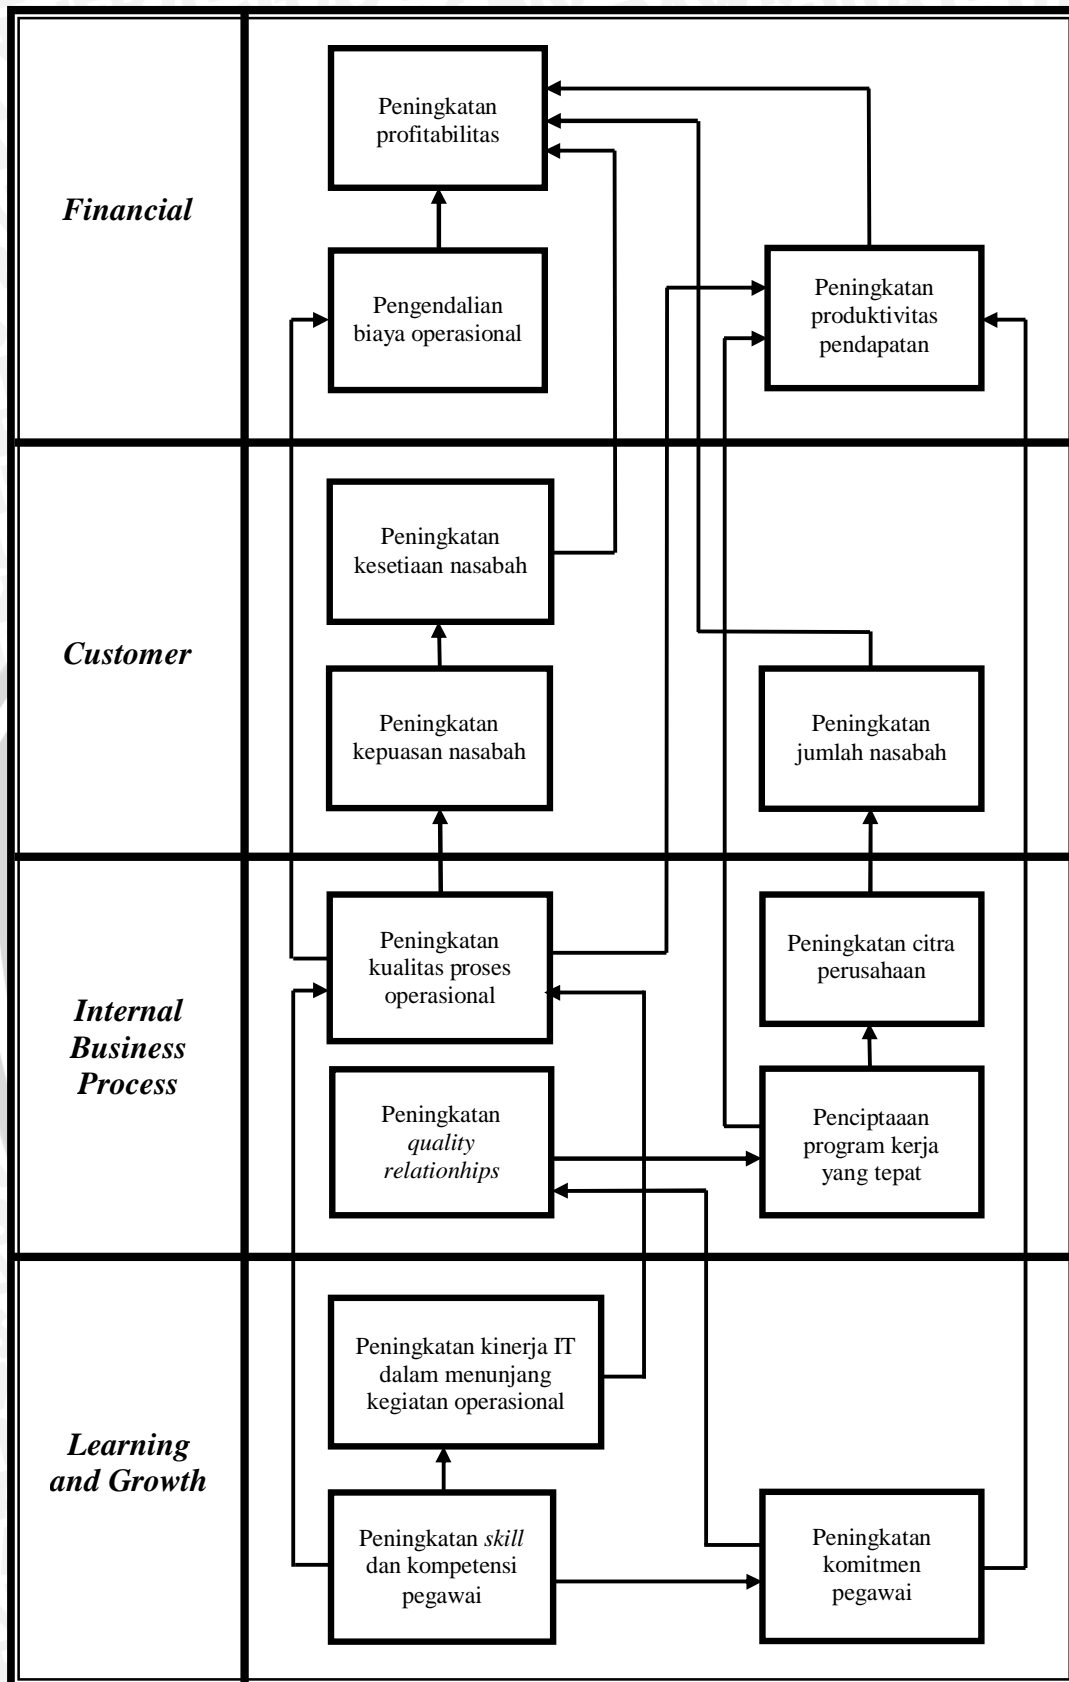 Financial
Peningkatan
profitabilitas
Pengendalian
biaya operasional
Peningkatan
produktivitas
pendapatan
Customer
Peningkatan
kesetiaan nasabah
Peningkatan
kepuasan nasabah
Peningkatan
jumlah nasabah
Internal
Business
Process
Peningkatan
kualitas proses
operasional
Peningkatan citra
perusahaan
Peningkatan
quality
relationhips
Penciptaaan
program kerja
yang tepat
Learning
and Growth
Peningkatan kinerja IT
dalam menunjang
kegiatan operasional
Peningkatan skill
dan kompetensi
pegawai
Peningkatan
komitmen
pegawai